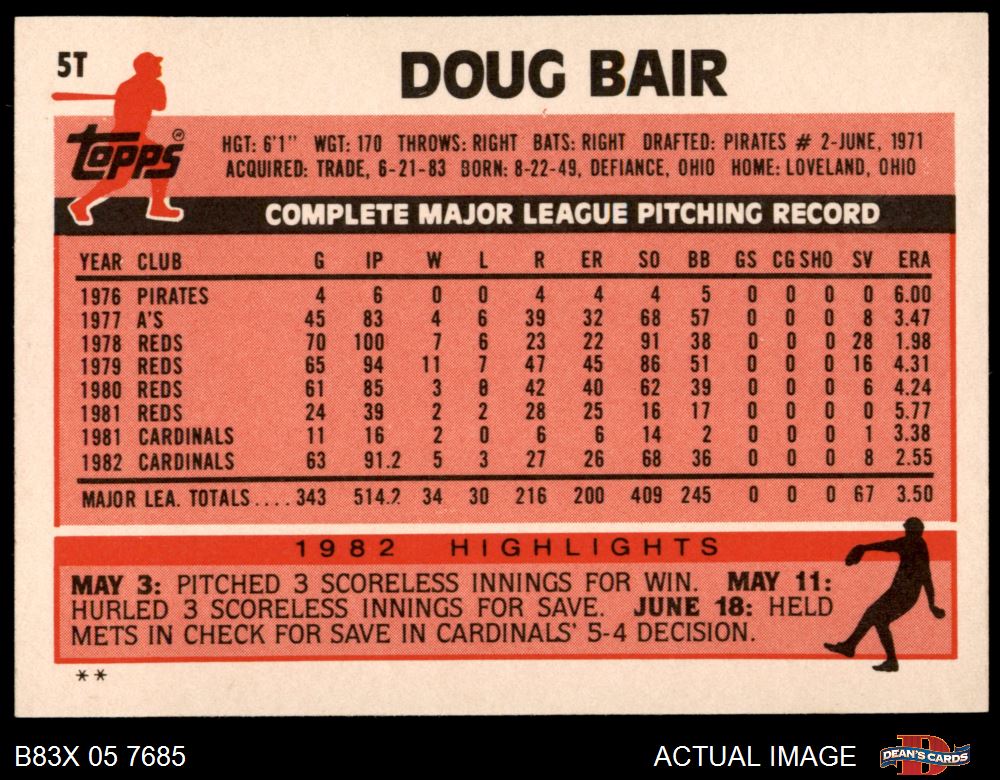 5T
DOUG BAIR
topps
HGT: 6'1" WGT: 170 THROWS: RIGHT BATS: RIGHT DRAFTED: PIRATES # 2-JUNE, 1971
ACQUIRED: TRADE, 6-21-83 BORN: 8-22-49, DEFIANCE, OHIO HOME: LOVELAND, OHIO
COMPLETE MAJOR LEAGUE PITCHING RECORD
YEAR CLUB G IP W L R ER SO BB GS CG SHO SV ERA
1976 PIRATES 4 6 0 0 4 4 4 5 0 0 0 0 6.00
1977 A'S 45 83 4 6 39 32 68 57 0 0 0 8 3.47
1978 REDS 70 100 7 6 23 22 91 38 0 0 0 28 1.98
1979 REDS 65 94 11 7 47 45 86 51 0 0 0 16 4.31
1980 REDS 61 85 3 6 42 40 62 39 0 0 0 6 4.24
1981 REDS 24 39 2 2 28 25 16 17 0 0 0 0 5.77
1981 CARDINALS 11 16 2 0 6 6 14 2 0 0 0 1 3.38
1982 CARDINALS 63 91.2 5 3 27 26 68 36 0 0 0 8 2.55
MAJOR LEA. TOTALS.... 343 514.2 34 30 216 200 409 245 0 0 0 67 3.50
1982 HIGHLIGHTS
MAY 3: PITCHED 3 SCORELESS INNINGS FOR WIN. MAY 11:
HURLED 3 SCORELESS INNINGS FOR SAVE. JUNE 18: HELD
METS IN CHECK FOR SAVE IN CARDINALS' 5-4 DECISION.
**
B83X 05 7685 ACTUAL IMAGE DEAN'S CARDS